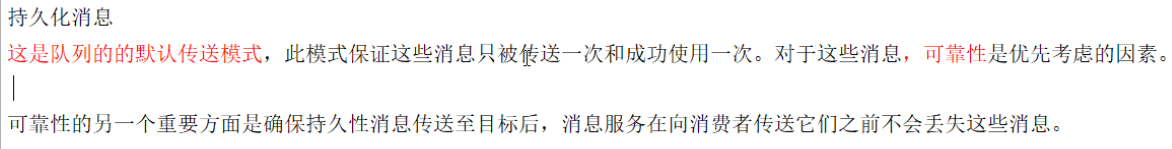 持久化消息
这是队列的的默认传送模式，此模式保证这些消息只被传送一次和成功使用一次。对于这些消息，可靠性是优先考虑的因素。
可靠性的另一个重要方面是确保持久性消息传送至目标后，消息服务在向消费者传送它们之前不会丢失这些消息。